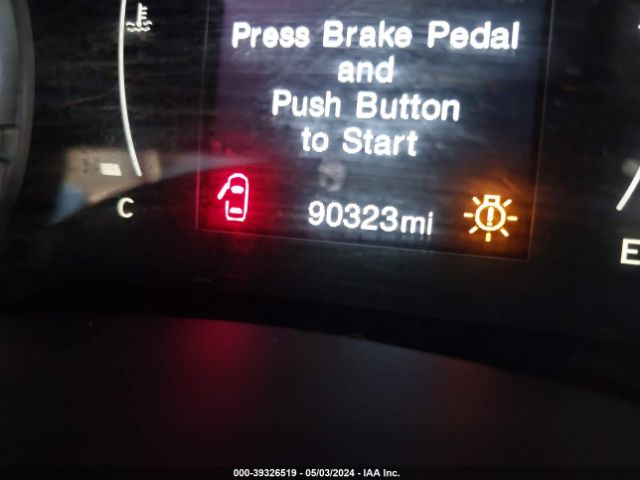 Press Brake Pedal
and
Push Button
to Start
90323mi
C
E
000-39326519 - 05/03/2024 - IAA Inc.